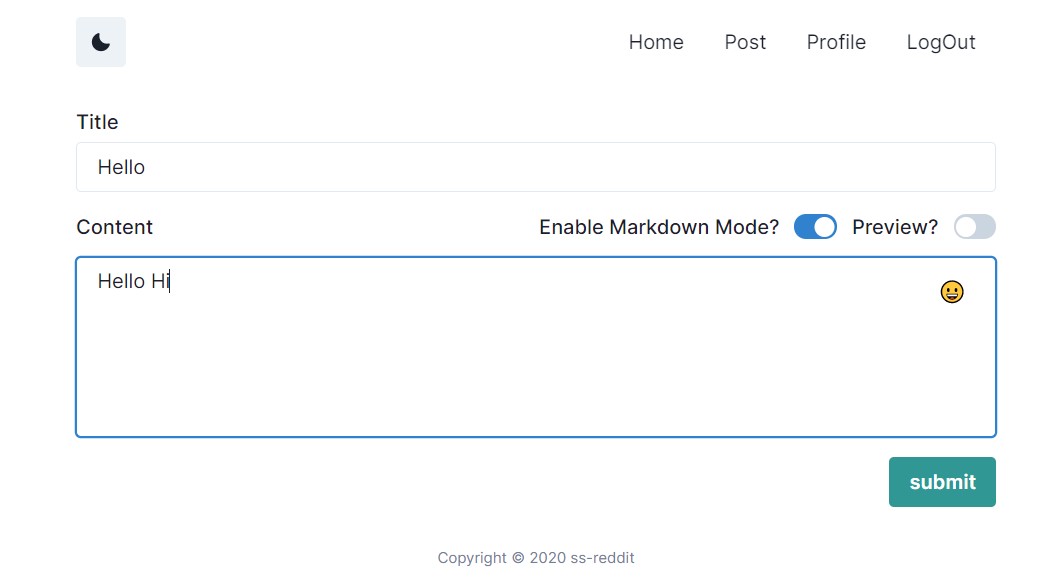 Home Post Profile LogOut
Title
Hello
Content Enable Markdown Mode? Preview?
Hello Hi
submit
Copyright © 2020 ss-reddit